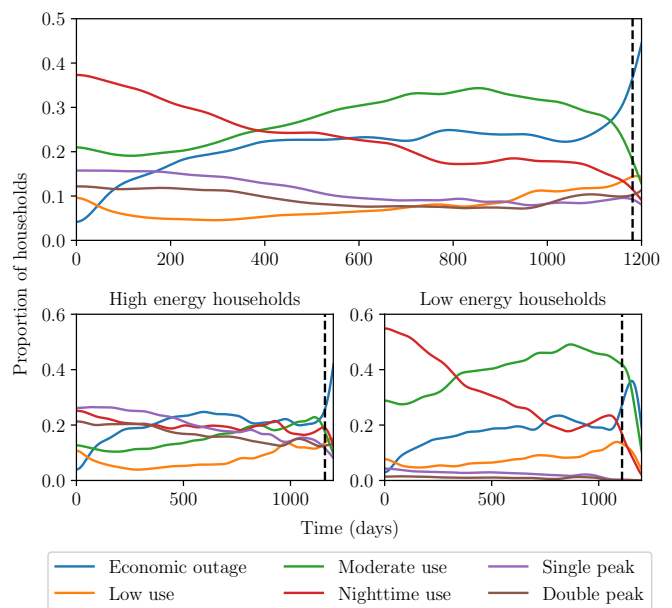 0.5
0.4
0.3
0.2
0.1
0.0
0 200 400 600 800 1000 1200
Proportion of households
High energy households Low energy households
0.6 0.6
0.4 0.4
0.2 0.2
0.0 0.0
0 500 1000 0 500 1000
Time (days)
Economic outage Moderate use Single peak
Low use Nighttime use Double peak